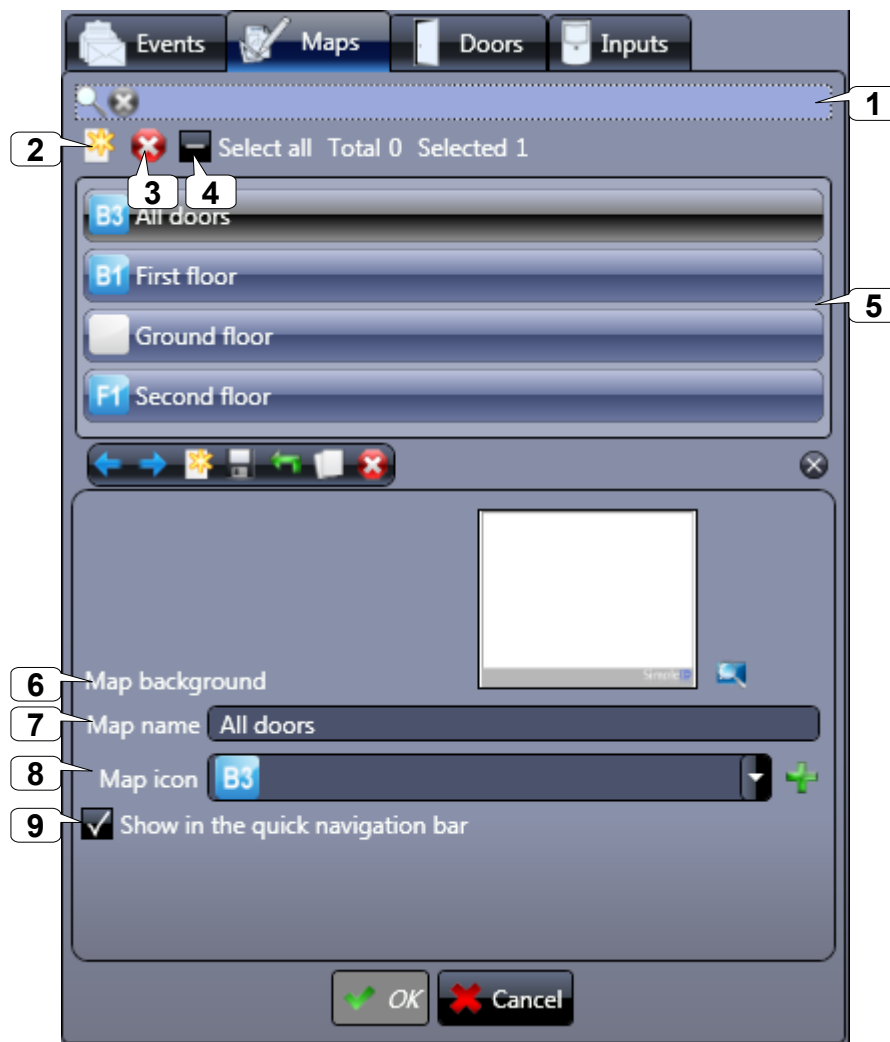 Events Maps Doors Inputs
1
2 Select all Total 0 Selected 1
3 4
B3 All doors
B1 First floor
5
Ground floor
F1 Second floor
Simple
6 Map background
7 Map name All doors
8 Map icon B3
9 Show in the quick navigation bar
OK Cancel